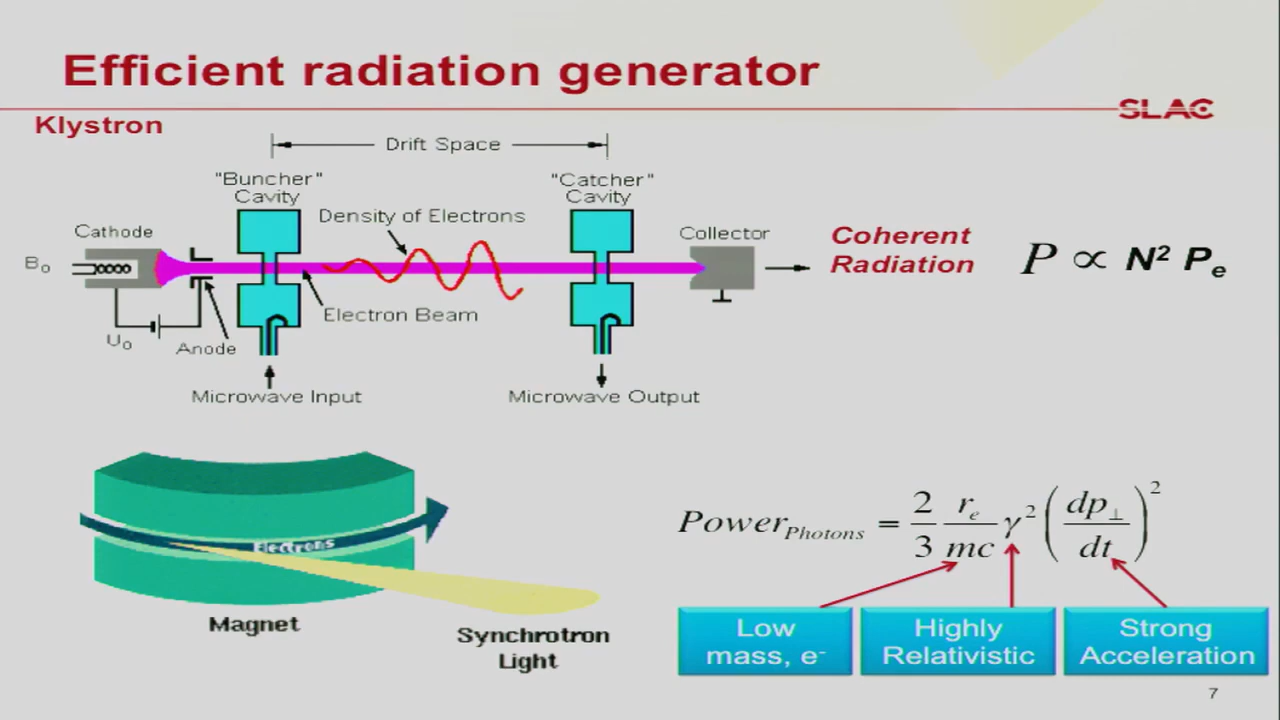 Efficient radiation generator
SLAC
Klystron
Drift Space
"Buncher"
Cavity
"Catcher"
Cavity
Density of Electrons
Cathode
Collector
B₀
Coherent
Radiation
P ∝ N² Pₑ
Electron Beam
U₀
Anode
Microwave Input
Microwave Output
Electrons
Magnet
Synchrotron
Light
Power_Photons = 2/3 rₑ/mc γ² (dp⊥/dt)²
Low
mass, e⁻
Highly
Relativistic
Strong
Acceleration
7